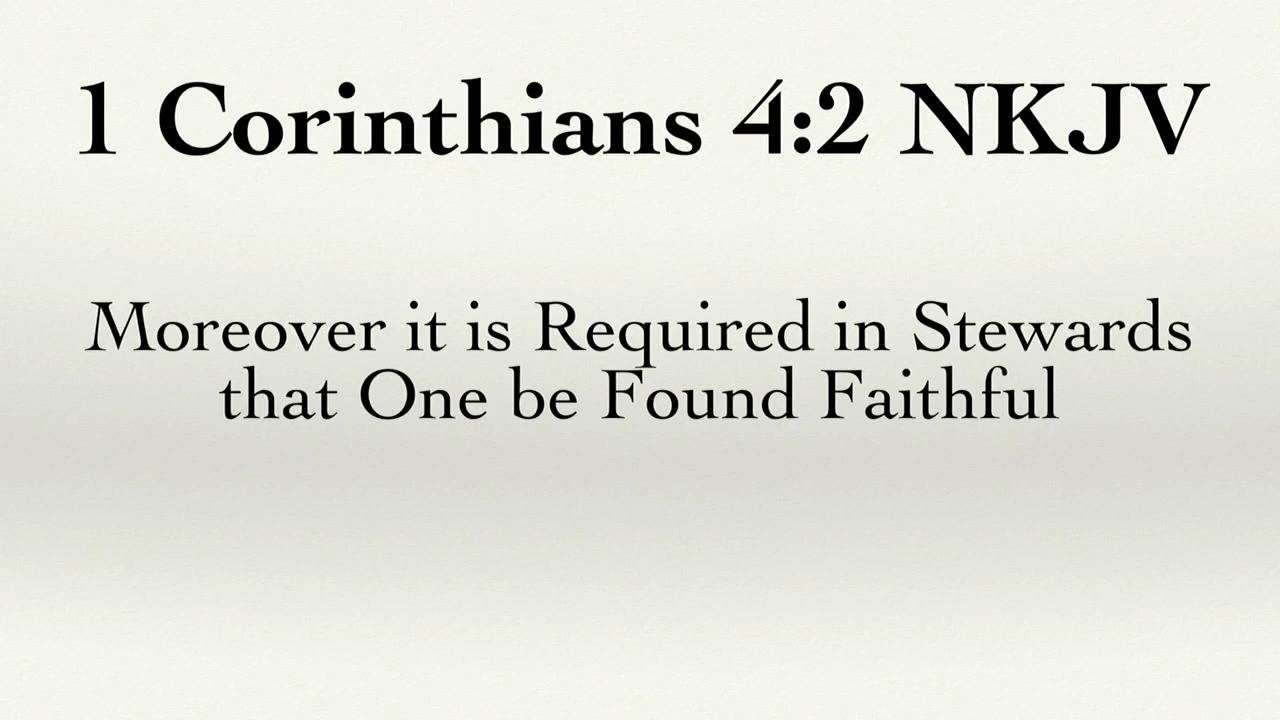 1 Corinthians 4:2 NKJV
Moreover it is Required in Stewards
that One be Found Faithful